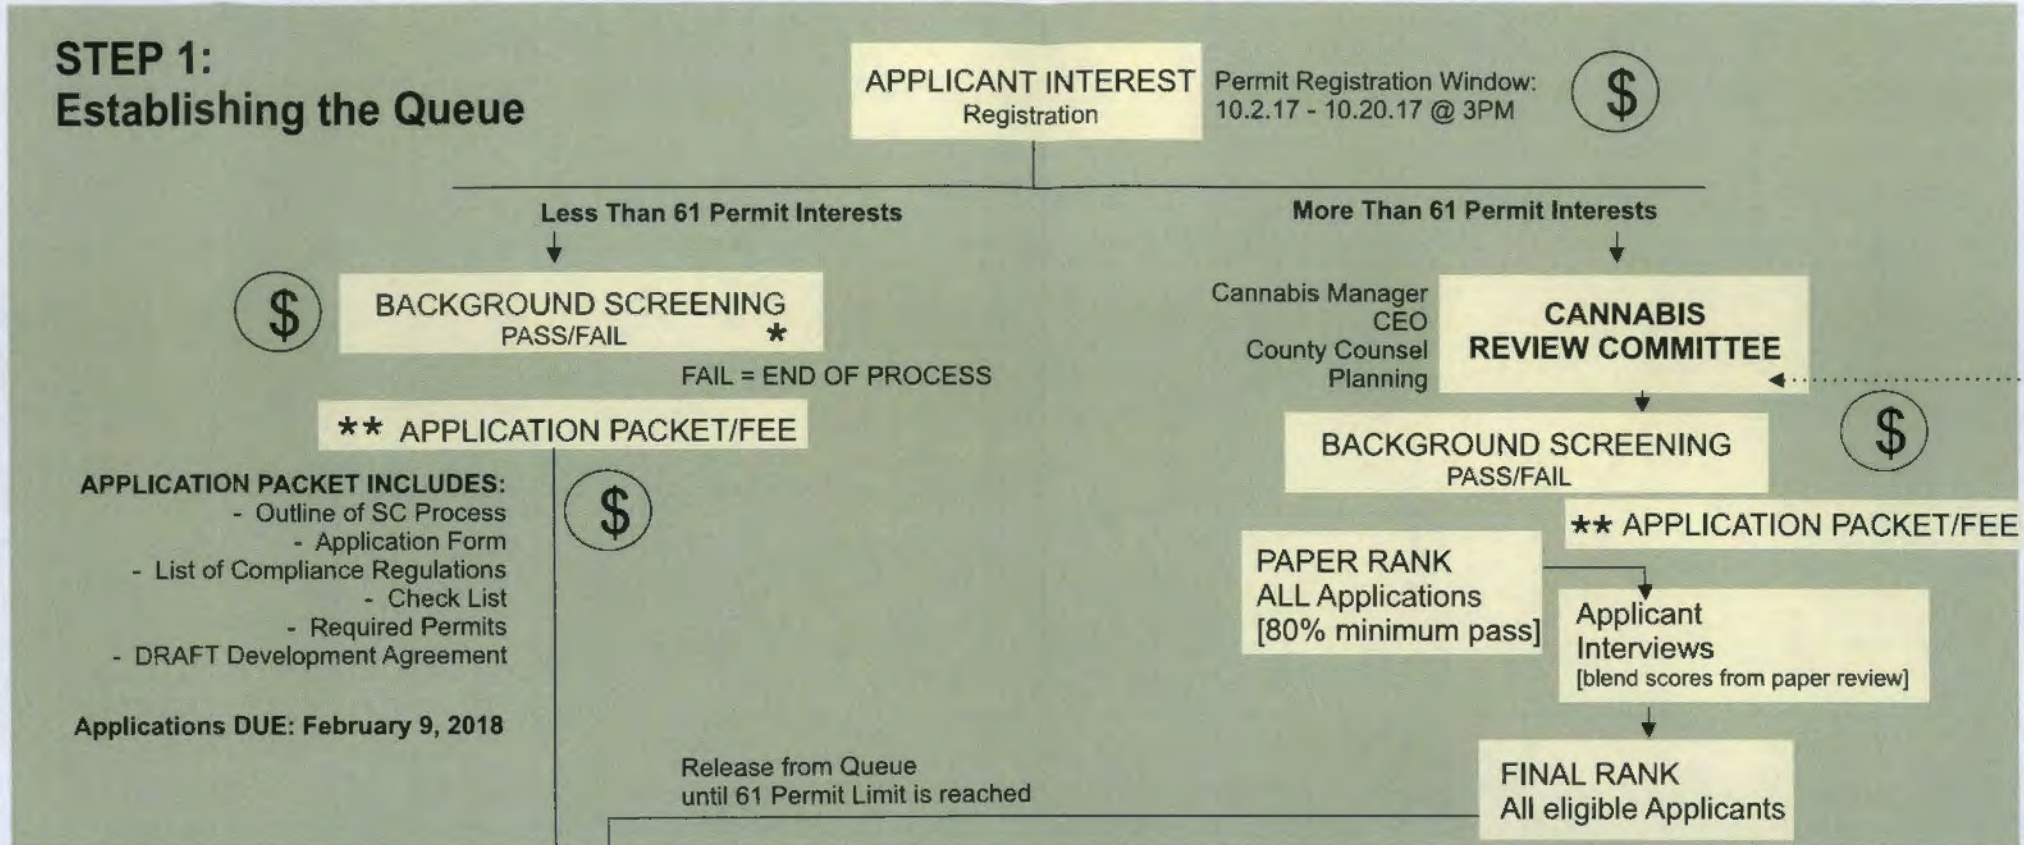 STEP 1:
Establishing the Queue
APPLICANT INTEREST
Registration
Permit Registration Window:
10.2.17 - 10.20.17 @ 3PM
$
Less Than 61 Permit Interests
More Than 61 Permit Interests
$
BACKGROUND SCREENING
PASS/FAIL *
FAIL = END OF PROCESS
** APPLICATION PACKET/FEE
APPLICATION PACKET INCLUDES:
- Outline of SC Process
- Application Form
- List of Compliance Regulations
- Check List
- Required Permits
- DRAFT Development Agreement
$
Applications DUE: February 9, 2018
Cannabis Manager
CEO
County Counsel
Planning
CANNABIS
REVIEW COMMITTEE
$
BACKGROUND SCREENING
PASS/FAIL
** APPLICATION PACKET/FEE
PAPER RANK
ALL Applications
[80% minimum pass]
Applicant
Interviews
[blend scores from paper review]
FINAL RANK
All eligible Applicants
Release from Queue
until 61 Permit Limit is reached